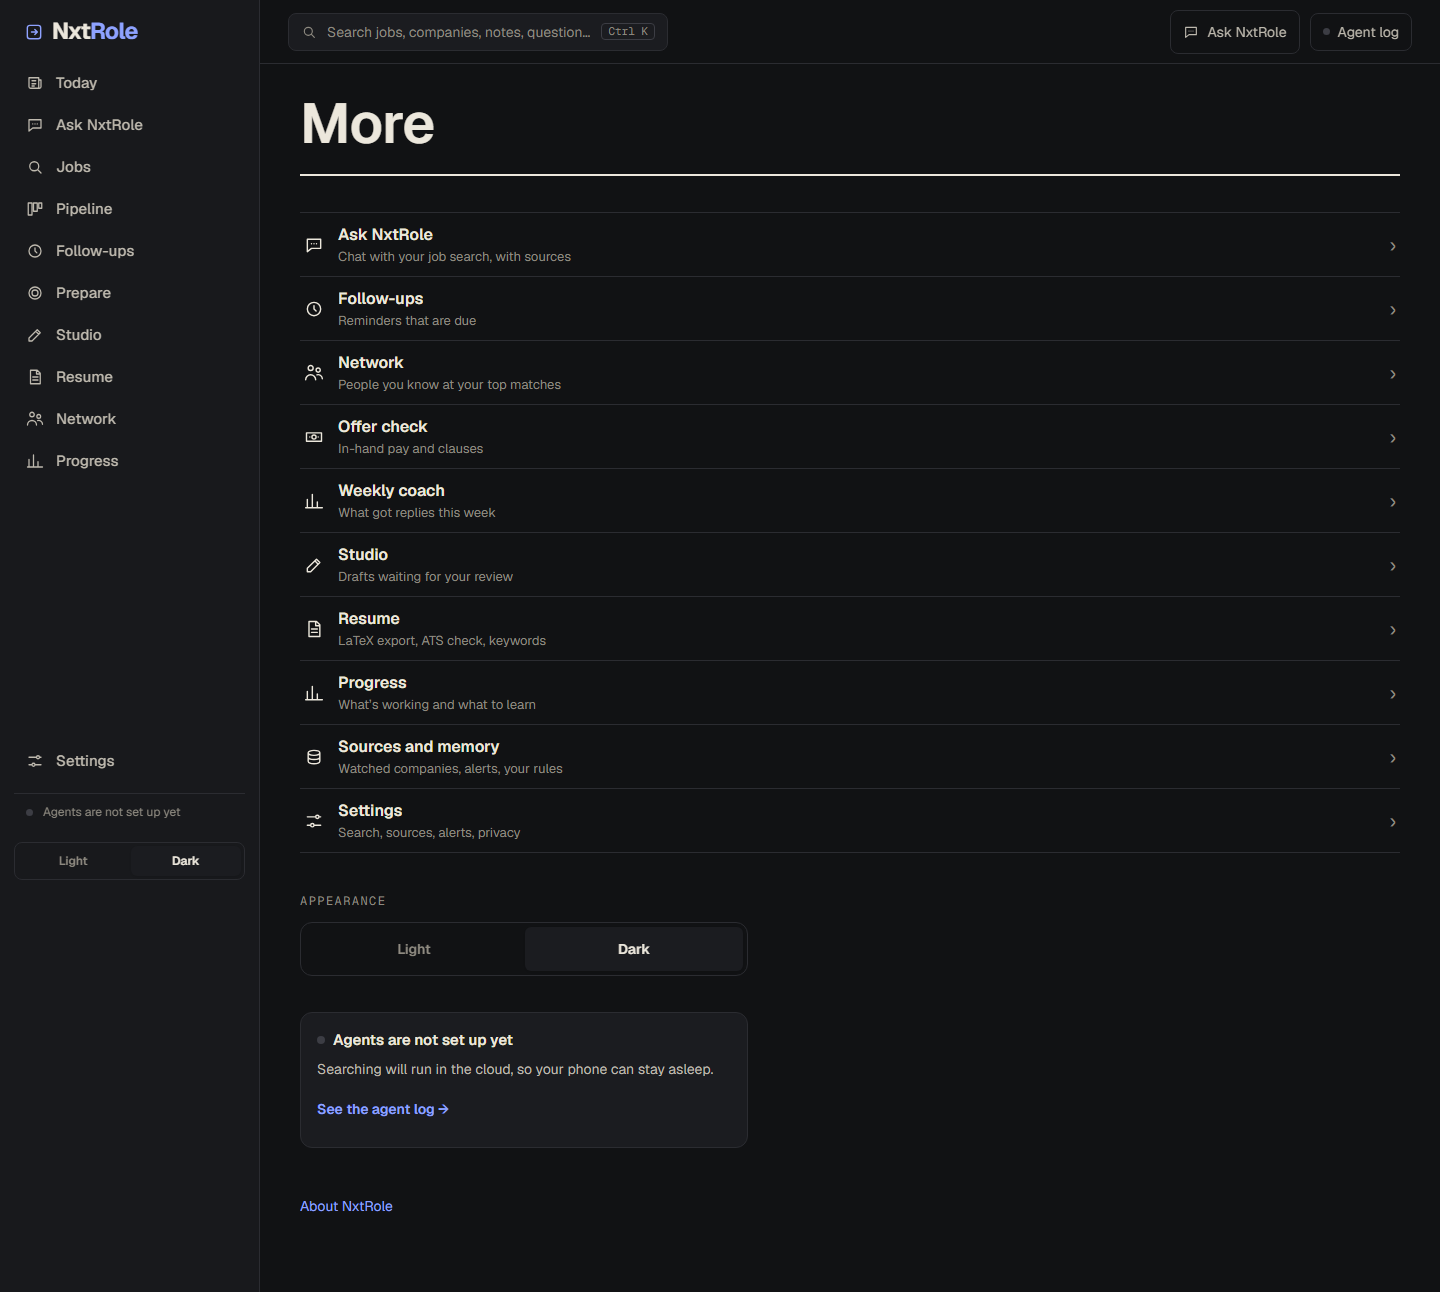 NxtRole
Today
Ask NxtRole
Jobs
Pipeline
Follow-ups
Prepare
Studio
Resume
Network
Progress
Settings
Agents are not set up yet
Light
Dark
Search jobs, companies, notes, question...
Ctrl K
Ask NxtRole
Agent log
More
Ask NxtRole
Chat with your job search, with sources
Follow-ups
Reminders that are due
Network
People you know at your top matches
Offer check
In-hand pay and clauses
Weekly coach
What got replies this week
Studio
Drafts waiting for your review
Resume
LaTeX export, ATS check, keywords
Progress
What's working and what to learn
Sources and memory
Watched companies, alerts, your rules
Settings
Search, sources, alerts, privacy
APPEARANCE
Light
Dark
Agents are not set up yet
Searching will run in the cloud, so your phone can stay asleep.
See the agent log →
About NxtRole